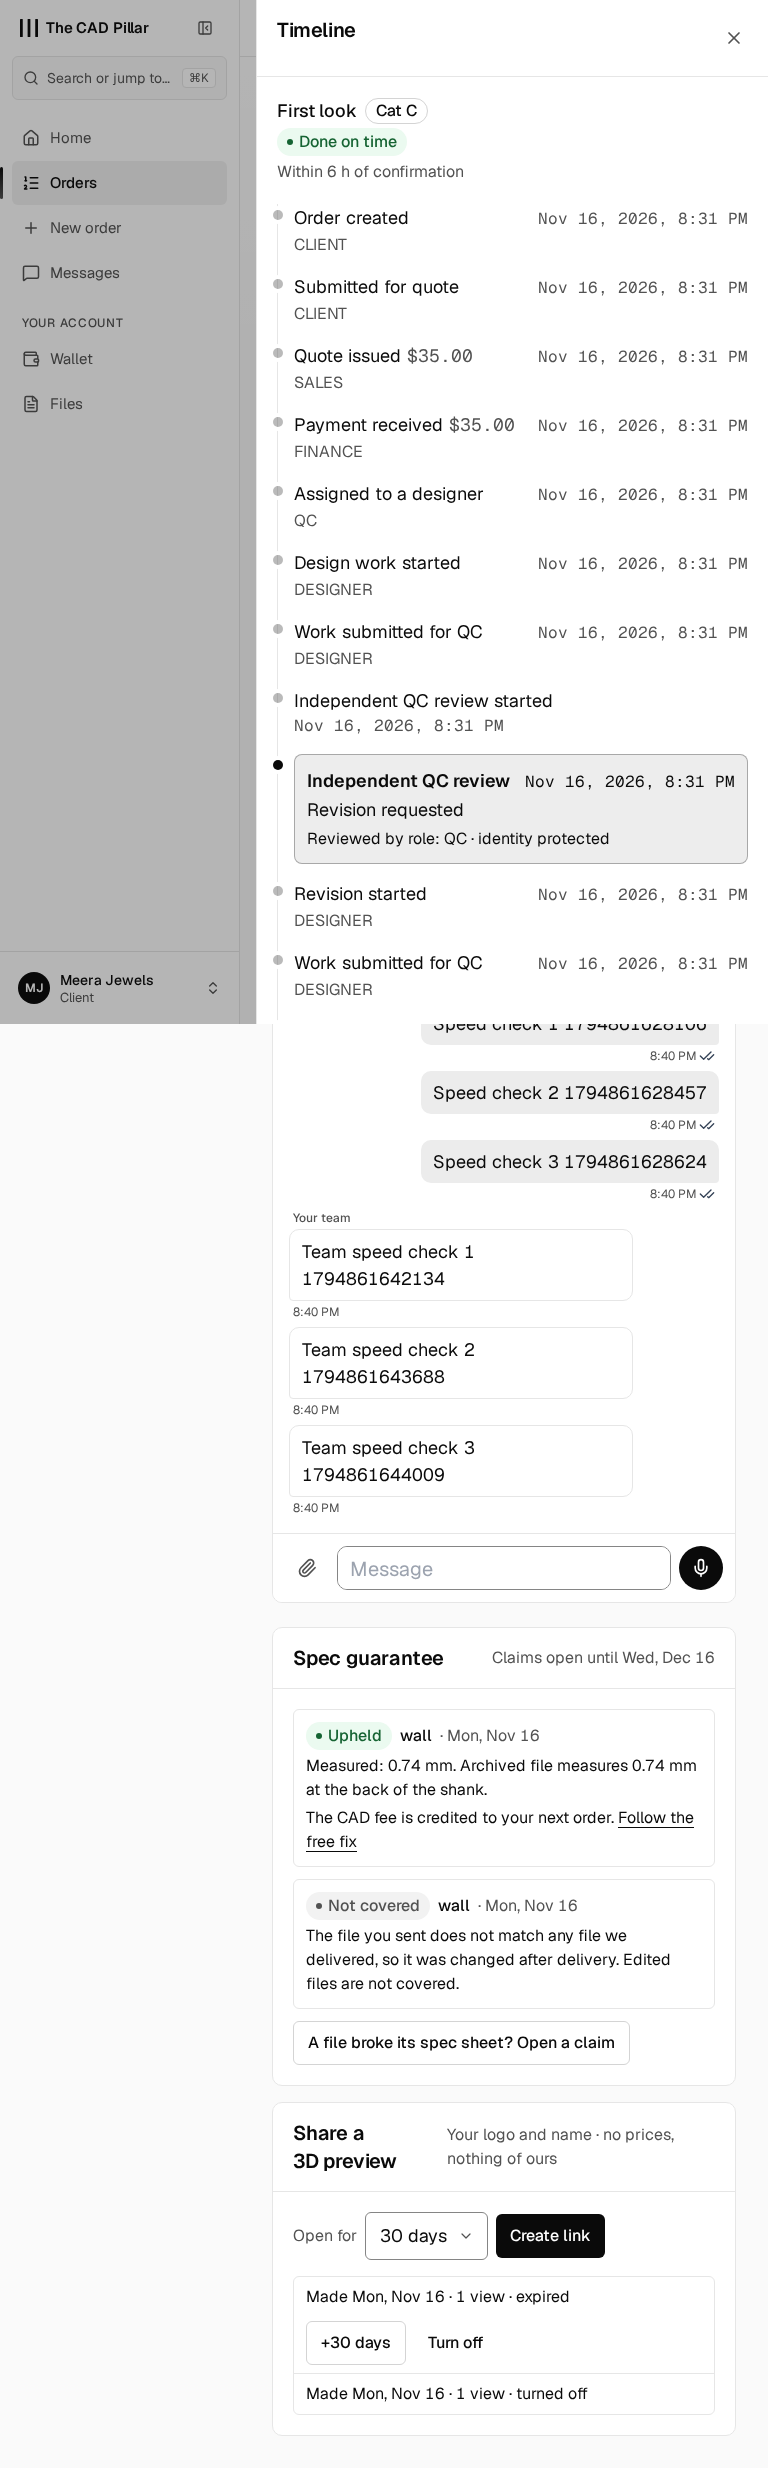 The CAD Pillar
Search or jump to... ⌘K
Home
Orders
New order
Messages
YOUR ACCOUNT
Wallet
Files
MJ
Meera Jewels
Client
Timeline
First look Cat C
Done on time
Within 6 h of confirmation
Order created Nov 16, 2026, 8:31 PM
CLIENT
Submitted for quote Nov 16, 2026, 8:31 PM
CLIENT
Quote issued $35.00 Nov 16, 2026, 8:31 PM
SALES
Payment received $35.00 Nov 16, 2026, 8:31 PM
FINANCE
Assigned to a designer Nov 16, 2026, 8:31 PM
QC
Design work started Nov 16, 2026, 8:31 PM
DESIGNER
Work submitted for QC Nov 16, 2026, 8:31 PM
DESIGNER
Independent QC review started
Nov 16, 2026, 8:31 PM
Independent QC review Nov 16, 2026, 8:31 PM
Revision requested
Reviewed by role: QC · identity protected
Revision started Nov 16, 2026, 8:31 PM
DESIGNER
Work submitted for QC Nov 16, 2026, 8:31 PM
DESIGNER
Speed check 1 1794861628106
8:40 PM
Speed check 2 1794861628457
8:40 PM
Speed check 3 1794861628624
8:40 PM
Your team
Team speed check 1
1794861642134
8:40 PM
Team speed check 2
1794861643688
8:40 PM
Team speed check 3
1794861644009
8:40 PM
Message
Spec guarantee Claims open until Wed, Dec 16
Upheld wall · Mon, Nov 16
Measured: 0.74 mm. Archived file measures 0.74 mm
at the back of the shank.
The CAD fee is credited to your next order. Follow the
free fix
Not covered wall · Mon, Nov 16
The file you sent does not match any file we
delivered, so it was changed after delivery. Edited
files are not covered.
A file broke its spec sheet? Open a claim
Share a
3D preview
Your logo and name · no prices,
nothing of ours
Open for 30 days Create link
Made Mon, Nov 16 · 1 view · expired
+30 days Turn off
Made Mon, Nov 16 · 1 view · turned off